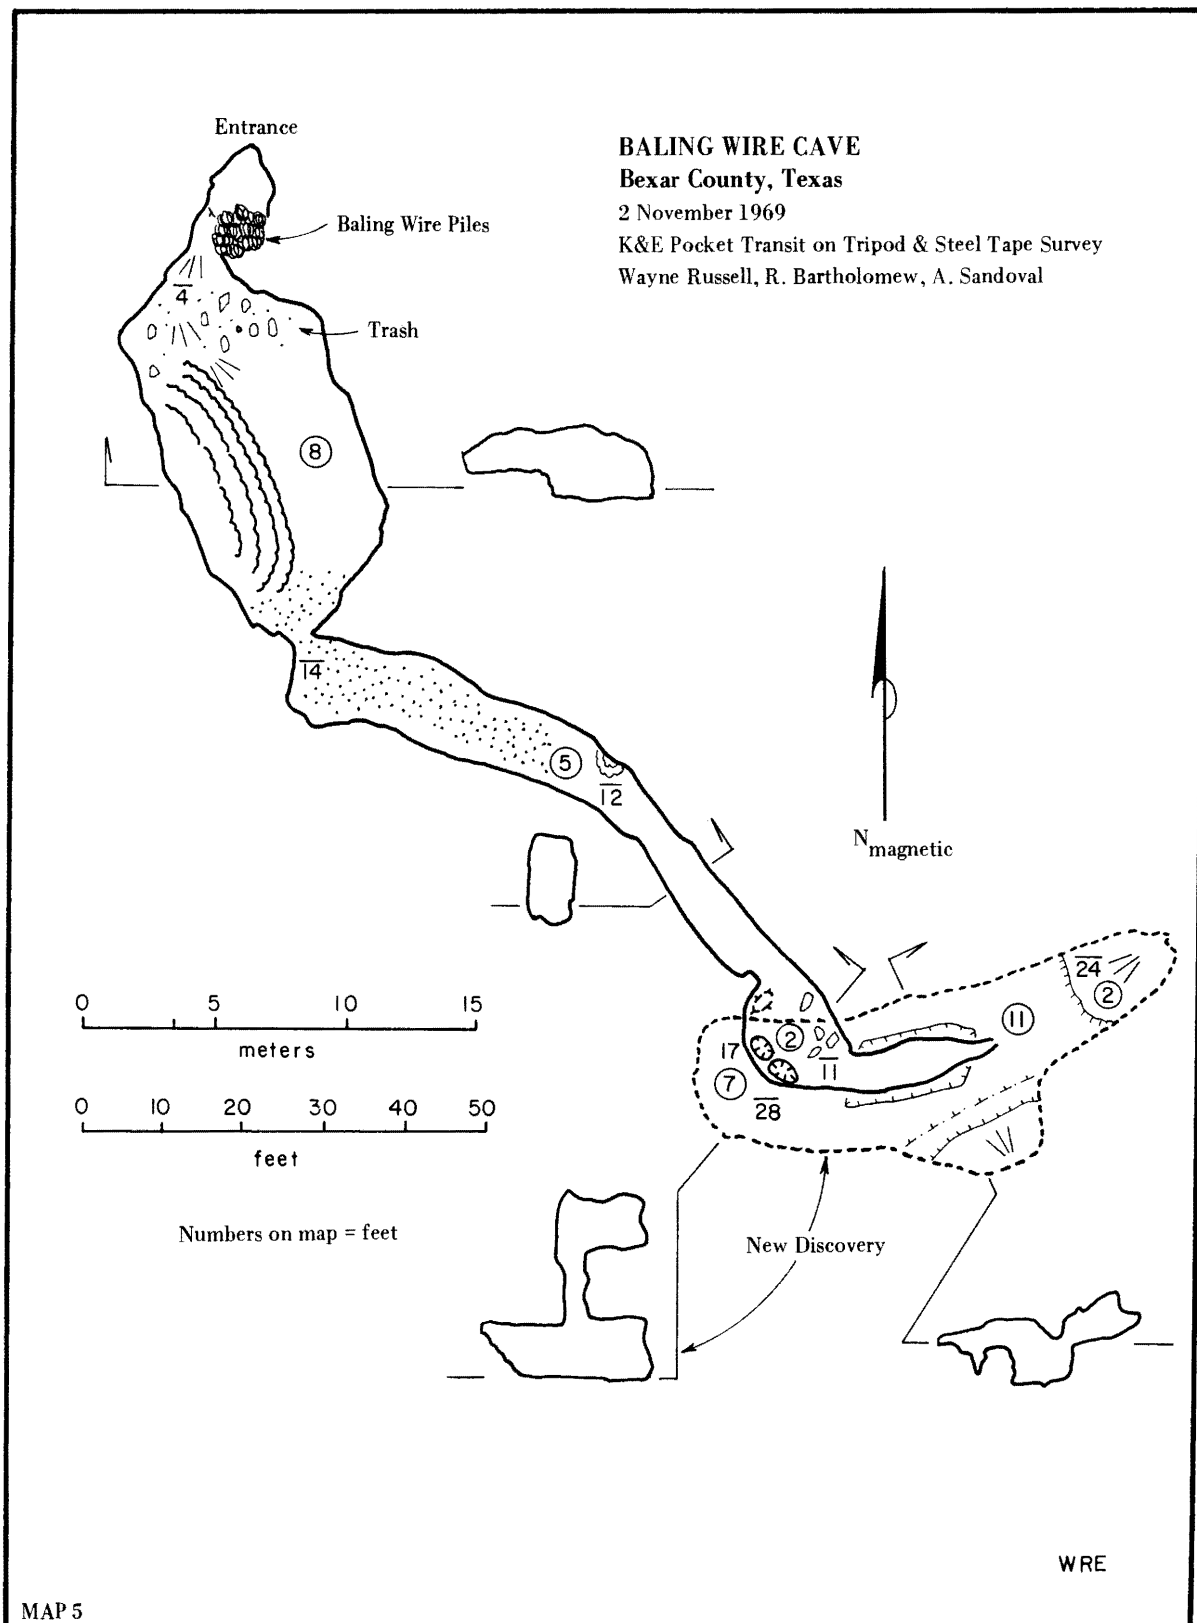 Entrance
BALING WIRE CAVE
Bexar County, Texas
2 November 1969
K&E Pocket Transit on Tripod & Steel Tape Survey
Wayne Russell, R. Bartholomew, A. Sandoval
Baling Wire Piles
4
Trash
8
14
5
12
N magnetic
24
2
11
0 5 10 15
meters
2
17
11
7
28
0 10 20 30 40 50
feet
Numbers on map = feet
New Discovery
WRE
MAP 5